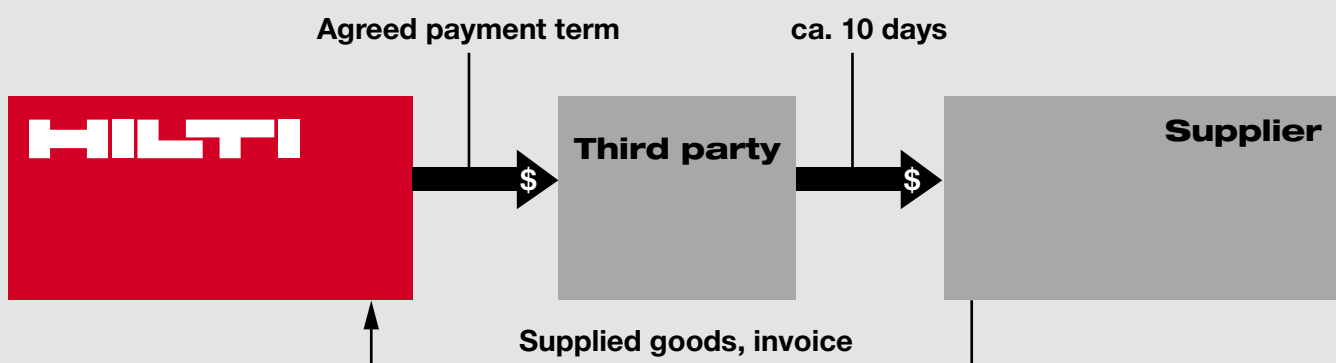 Agreed payment term
ca. 10 days
HILTI
$
Third party
$
Supplier
Supplied goods, invoice